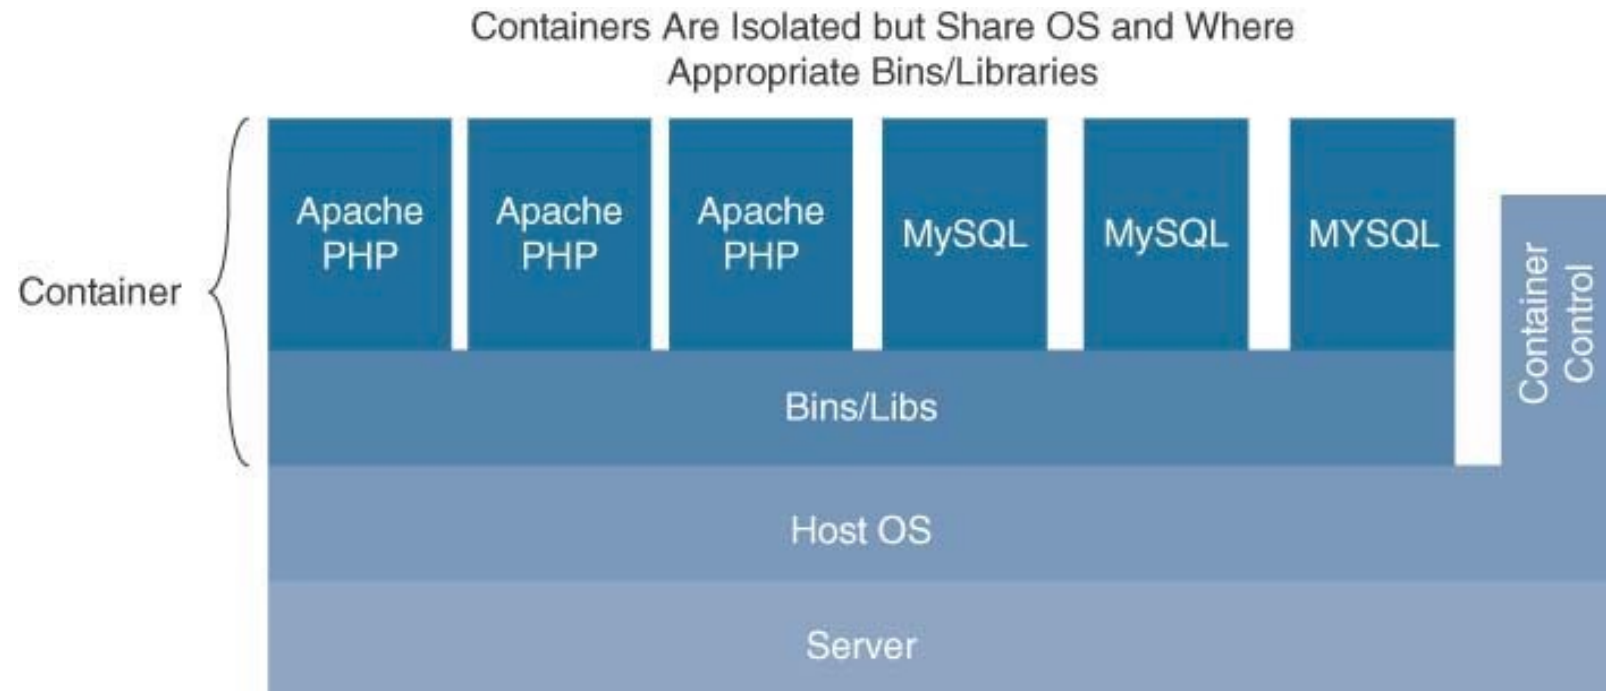 Containers Are Isolated but Share OS and Where
Appropriate Bins/Libraries
Container
Apache
PHP
Apache
PHP
Apache
PHP
MySQL
MySQL
MYSQL
Container
Control
Bins/Libs
Host OS
Server